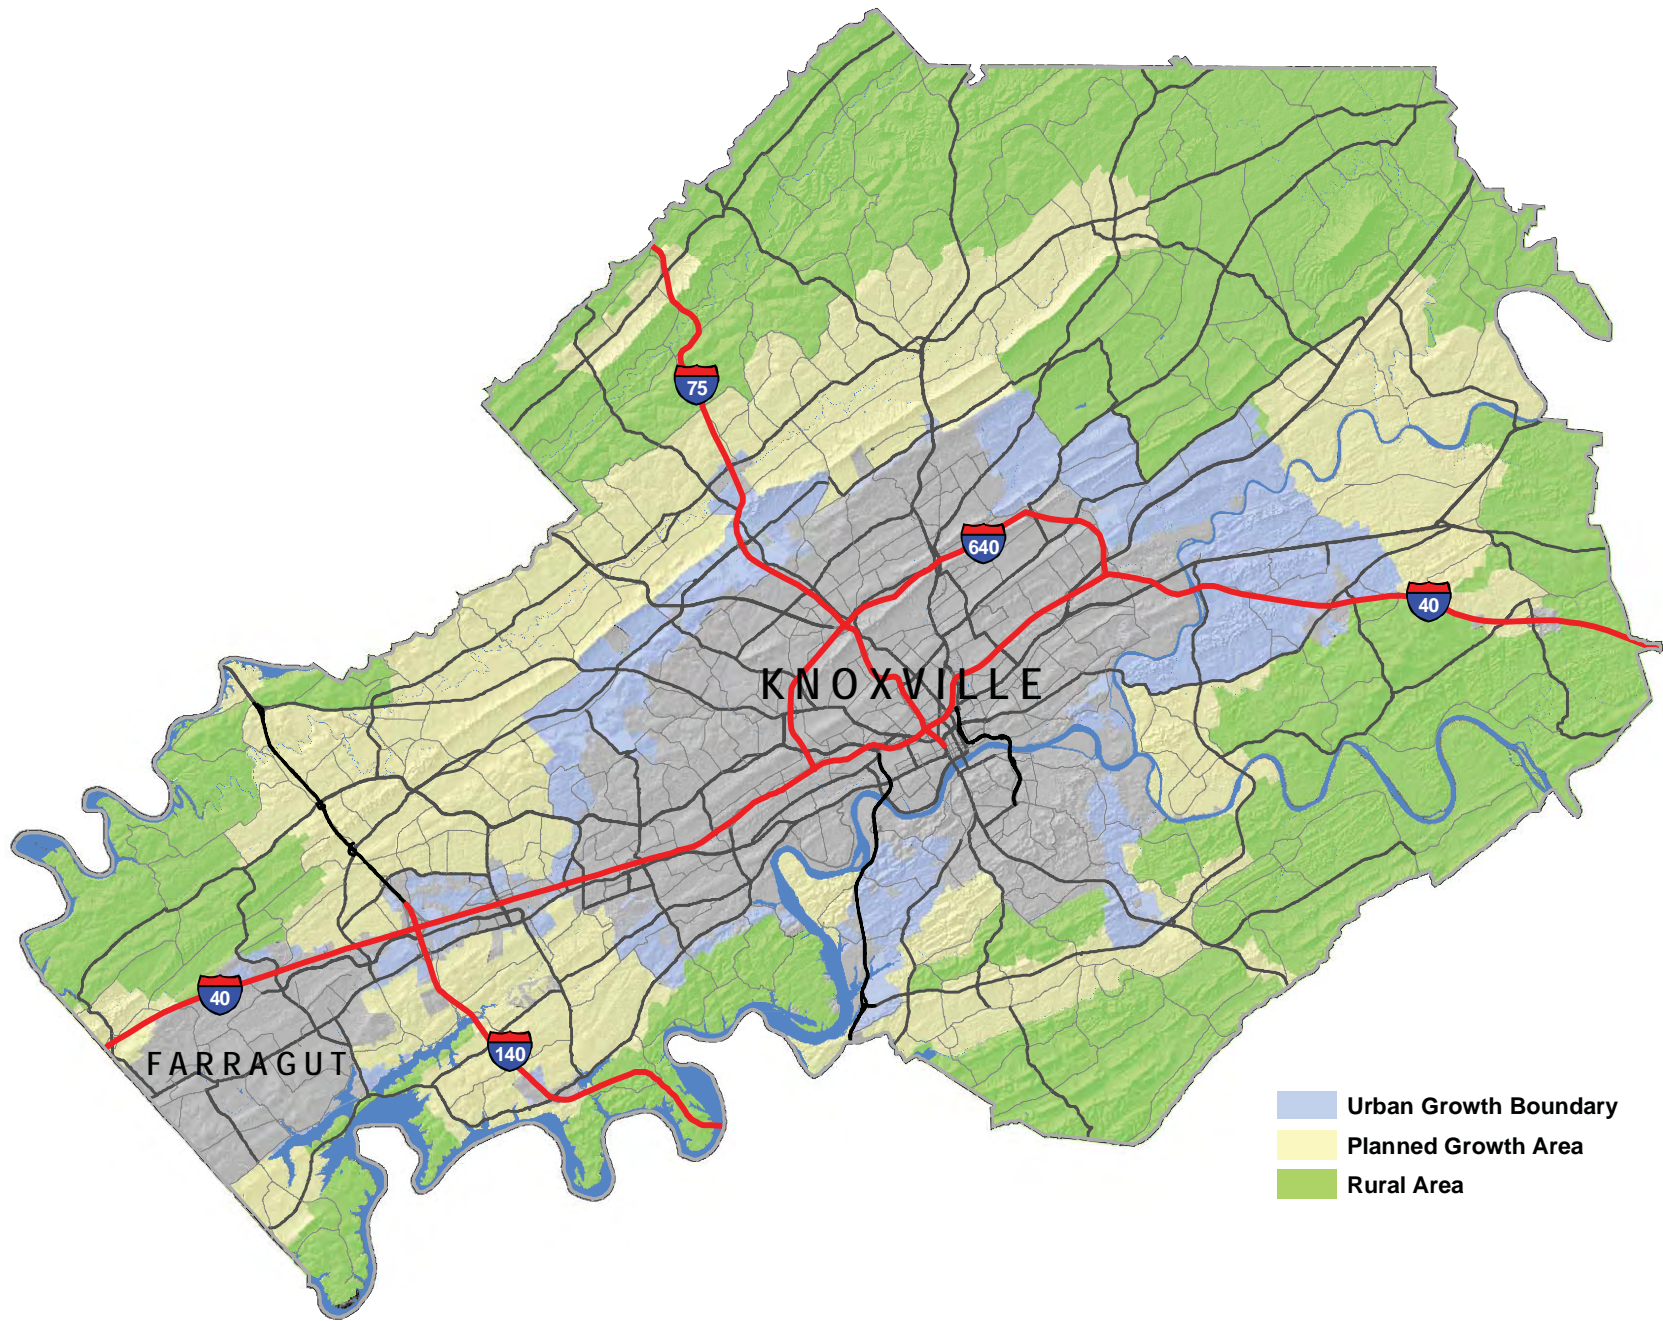 75
640
40
KNOXVILLE
40
140
FARRAGUT
Urban Growth Boundary
Planned Growth Area
Rural Area